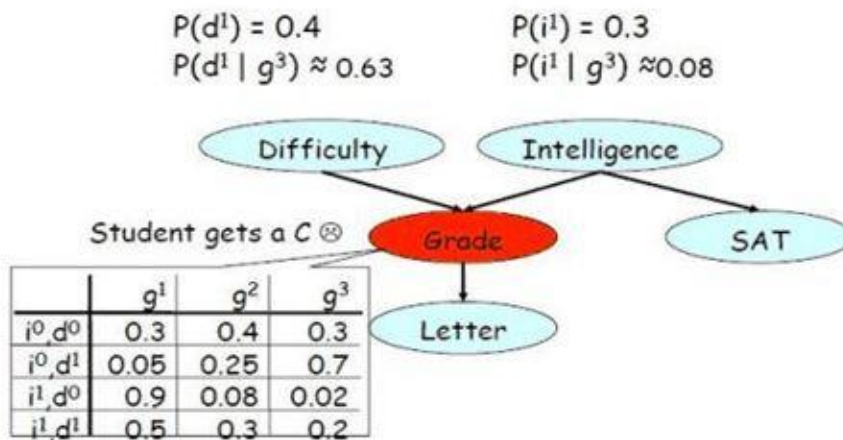 P(d¹) = 0.4
P(d¹ | g³) ≈ 0.63
P(i¹) = 0.3
P(i¹ | g³) ≈0.08
Difficulty
Intelligence
Student gets a C ☹
Grade
SAT
g¹ g² g³
i⁰,d⁰ 0.3 0.4 0.3
i⁰,d¹ 0.05 0.25 0.7
i¹,d⁰ 0.9 0.08 0.02
i¹,d¹ 0.5 0.3 0.2
Letter